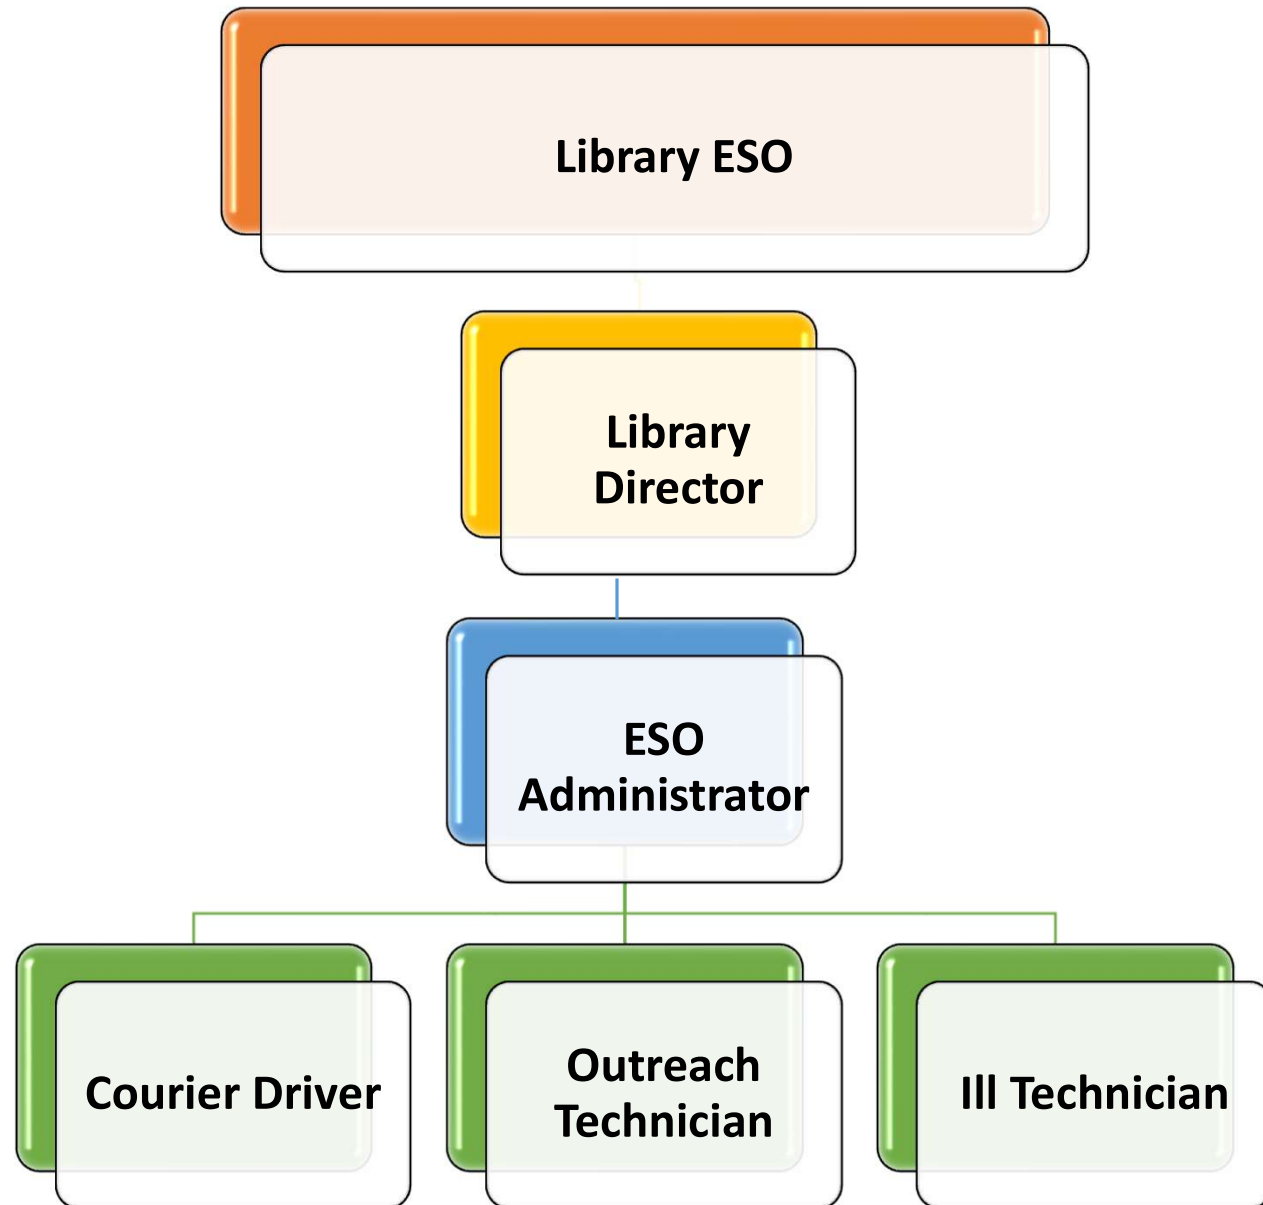 Library ESO
Library
Director
ESO
Administrator
Courier Driver
Outreach
Technician
Ill Technician